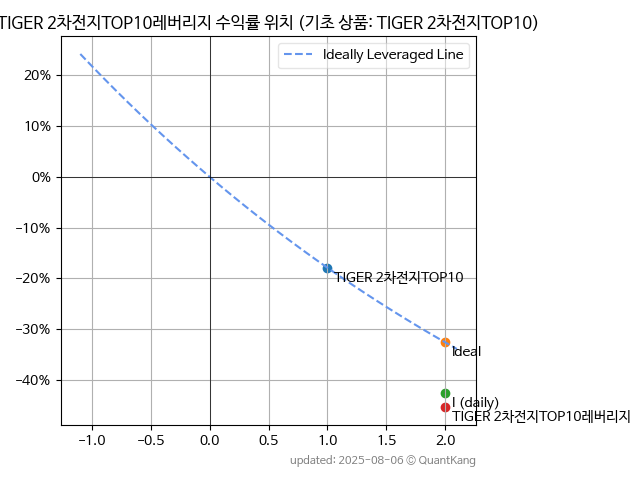 TIGER 2차전지TOP10레버리지 수익률 위치 (기초 상품: TIGER 2차전지TOP10)
Ideally Leveraged Line
20%
10%
0%
−10%
TIGER 2차전지TOP10
−20%
−30%
Ideal
−40%
l (daily)
TIGER 2차전지TOP10레버리지
−1.0 −0.5 0.0 0.5 1.0 1.5 2.0
updated: 2025-08-06 © QuantKang